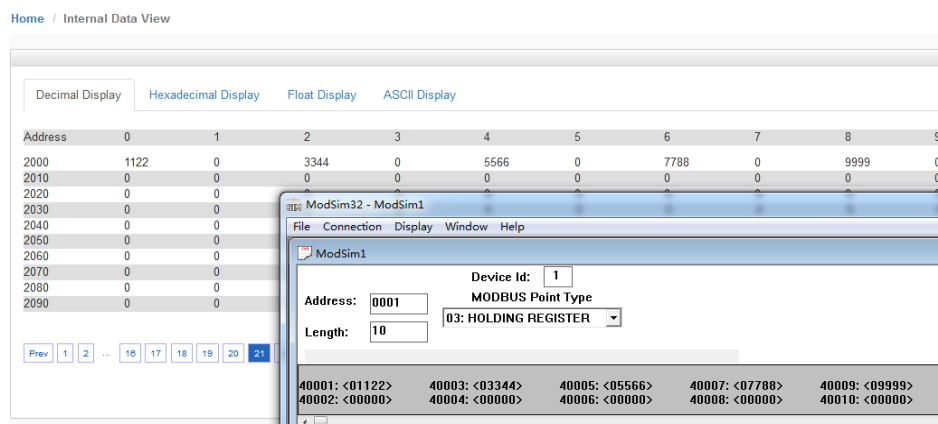 Home / Internal Data View
Decimal Display Hexadecimal Display Float Display ASCII Display
Address 0 1 2 3 4 5 6 7 8 9
2000 1122 0 3344 0 5566 0 7788 0 9999 0
2010 0 0 0 0 0 0 0 0 0 0
2020 0 0
2030 0 0
2040 0 0
2050 0 0
2060 0 0
2070 0 0
2080 0 0
2090 0 0
Prev 1 2 ... 16 17 18 19 20 21
ModSim32 - ModSim1
File Connection Display Window Help
ModSim1
Device Id: 1
Address: 0001 MODBUS Point Type
03: HOLDING REGISTER
Length: 10
40001: <01122> 40003: <03344> 40005: <05566> 40007: <07788> 40009: <09999>
40002: <00000> 40004: <00000> 40006: <00000> 40008: <00000> 40010: <00000>